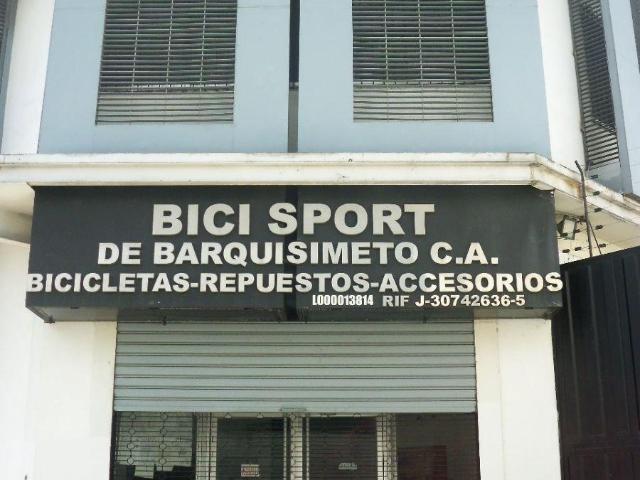 BICI SPORT
DE BARQUISIMETO C.A.
BICICLETAS-REPUESTOS-ACCESORIOS
L000013814 RIF J-30742636-5